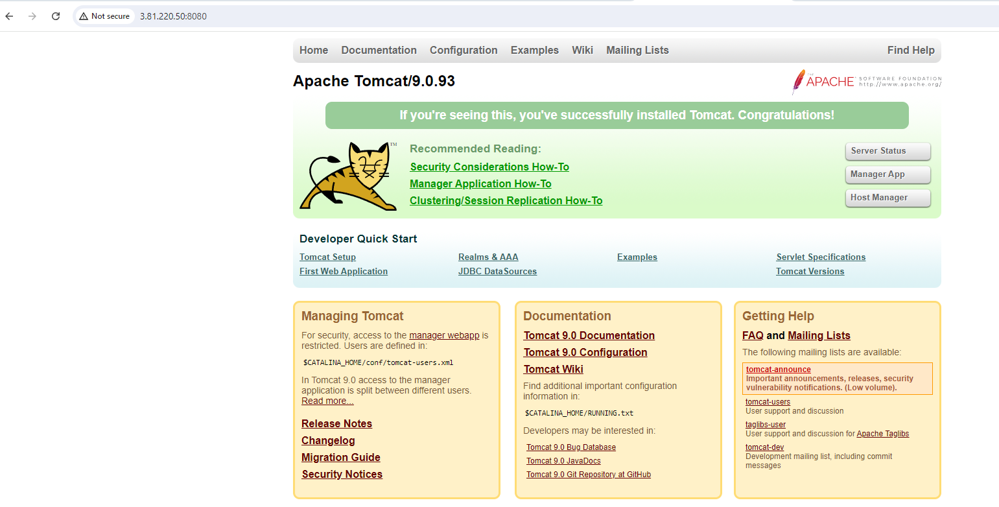 Not secure 3.81.220.50:8080
Home Documentation Configuration Examples Wiki Mailing Lists Find Help
Apache Tomcat/9.0.93
THE
APACHE
SOFTWARE FOUNDATION
http://www.apache.org/
If you're seeing this, you've successfully installed Tomcat. Congratulations!
TM
Recommended Reading:
Security Considerations How-To
Manager Application How-To
Clustering/Session Replication How-To
Server Status
Manager App
Host Manager
Developer Quick Start
Tomcat Setup
First Web Application
Realms & AAA
JDBC DataSources
Examples
Servlet Specifications
Tomcat Versions
Managing Tomcat
For security, access to the manager webapp is
restricted. Users are defined in:
$CATALINA_HOME/conf/tomcat-users.xml
In Tomcat 9.0 access to the manager
application is split between different users.
Read more...
Release Notes
Changelog
Migration Guide
Security Notices
Documentation
Tomcat 9.0 Documentation
Tomcat 9.0 Configuration
Tomcat Wiki
Find additional important configuration
information in:
$CATALINA_HOME/RUNNING.txt
Developers may be interested in:
Tomcat 9.0 Bug Database
Tomcat 9.0 JavaDocs
Tomcat 9.0 Git Repository at GitHub
Getting Help
FAQ and Mailing Lists
The following mailing lists are available:
tomcat-announce
Important announcements, releases, security
vulnerability notifications. (Low volume).
tomcat-users
User support and discussion
taglibs-user
User support and discussion for Apache Taglibs
tomcat-dev
Development mailing list, including commit
messages